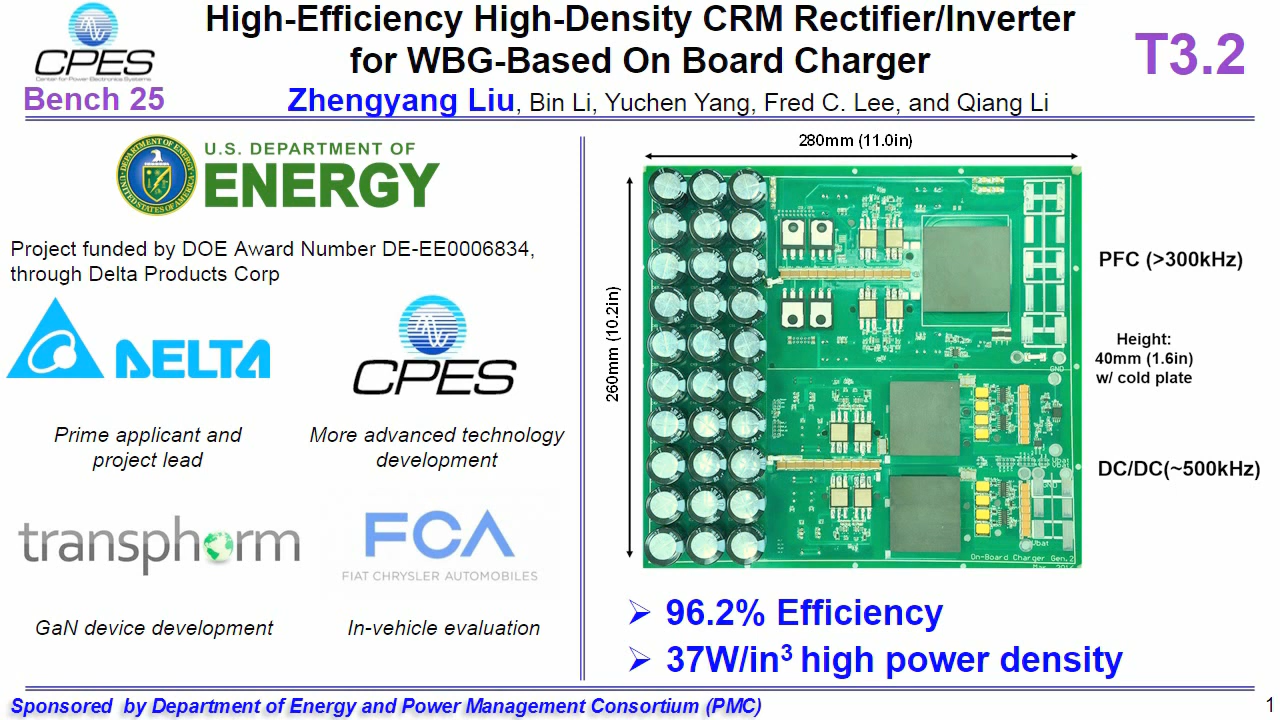 CPES
Center for Power Electronics Systems
Bench 25
High-Efficiency High-Density CRM Rectifier/Inverter
for WBG-Based On Board Charger
T3.2
Zhengyang Liu, Bin Li, Yuchen Yang, Fred C. Lee, and Qiang Li
U.S. DEPARTMENT OF
ENERGY
Project funded by DOE Award Number DE-EE0006834,
through Delta Products Corp
DELTA
CPES
Prime applicant and
project lead
More advanced technology
development
transphorm
FCA
FIAT CHRYSLER AUTOMOBILES
GaN device development
In-vehicle evaluation
280mm (11.0in)
260mm (10.2in)
PFC (>300kHz)
Height:
40mm (1.6in)
w/ cold plate
DC/DC(~500kHz)
GND
Vbat
On-Board Charger Gen.2
➢ 96.2% Efficiency
➢ 37W/in³ high power density
Sponsored by Department of Energy and Power Management Consortium (PMC)
1